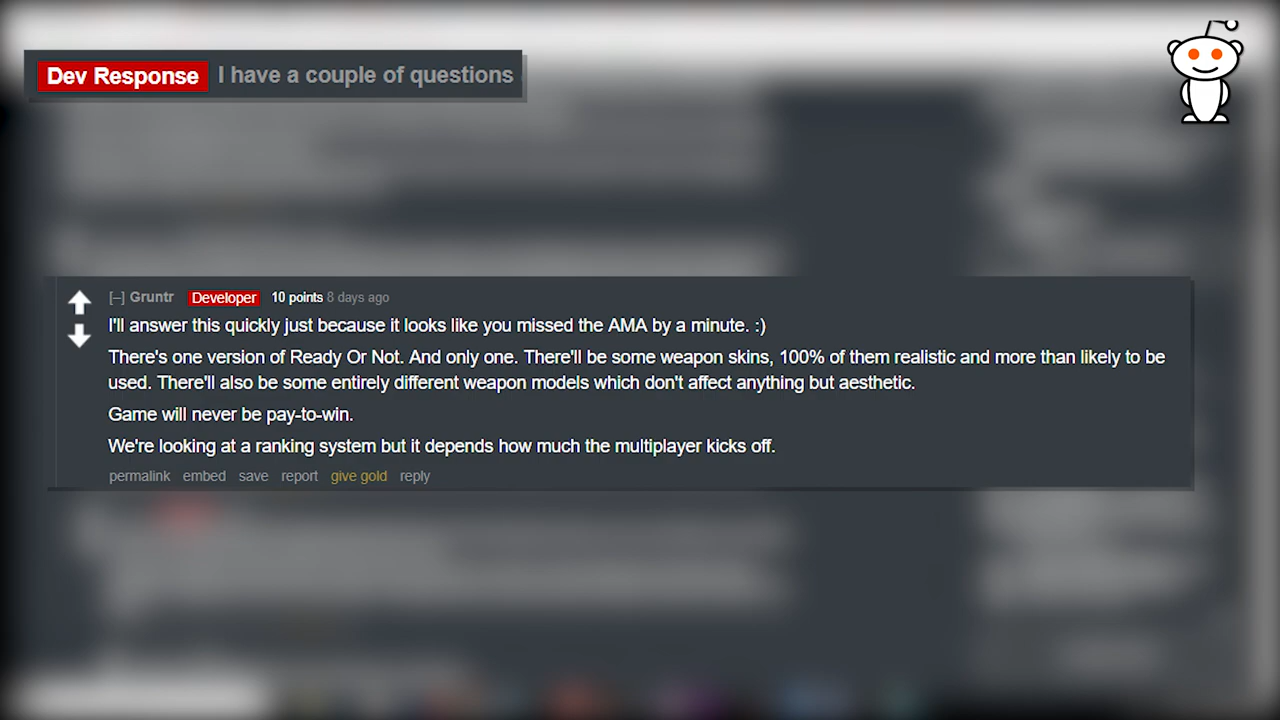 Dev Response I have a couple of questions
[–] Gruntr Developer 10 points 8 days ago
I'll answer this quickly just because it looks like you missed the AMA by a minute. :)
There's one version of Ready Or Not. And only one. There'll be some weapon skins, 100% of them realistic and more than likely to be
used. There'll also be some entirely different weapon models which don't affect anything but aesthetic.
Game will never be pay-to-win.
We're looking at a ranking system but it depends how much the multiplayer kicks off.
permalink embed save report give gold reply